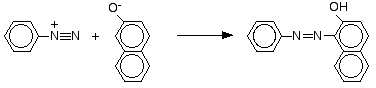 O-
OH
+
N≡N + N=N